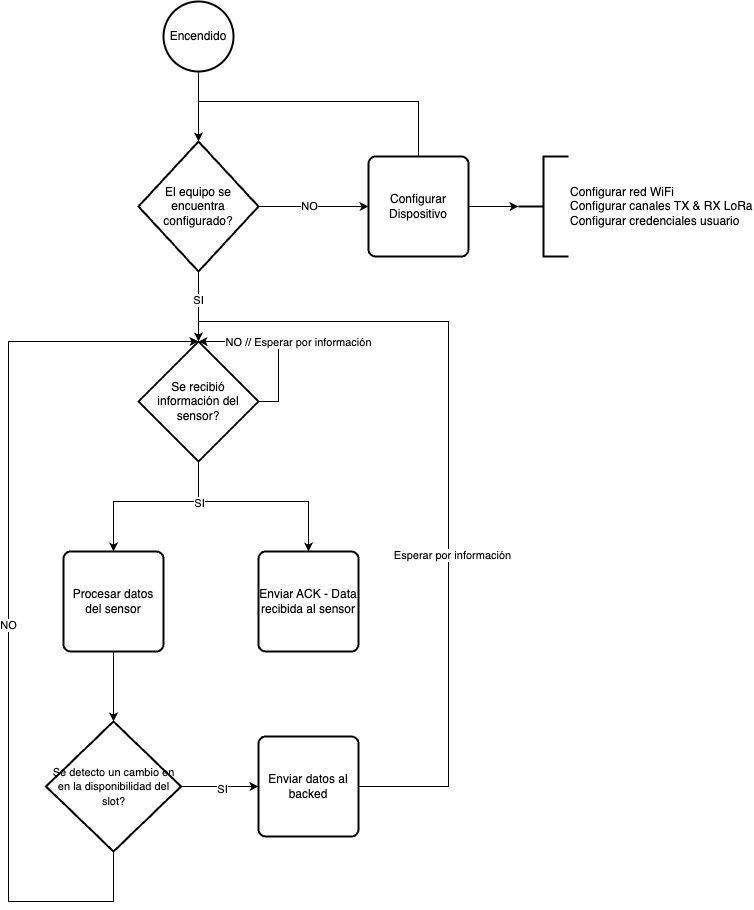 Encendido
El equipo se
encuentra
configurado?
NO
Configurar
Dispositivo
Configurar red WiFi
Configurar canales TX & RX LoRa
Configurar credenciales usuario
SI
NO // Esperar por información
Se recibió
información del
sensor?
SI
Esperar por información
Procesar datos
del sensor
Enviar ACK - Data
recibida al sensor
NO
Se detecto un cambio en
en la disponibilidad del
slot?
SI
Enviar datos al
backed